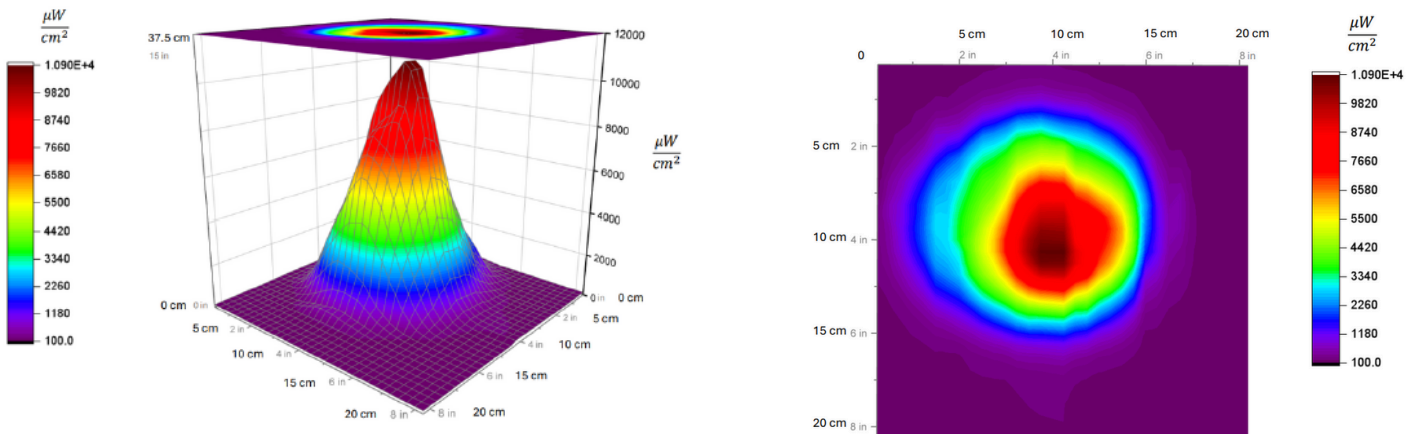 μW
cm²
1.090E+4
9820
8740
7660
6580
5500
4420
3340
2260
1180
100.0
37.5 cm
15 in
12000
10000
8000
6000
4000
2000
0 in
0 cm
μW
cm²
0 cm
0 in
5 cm
2 in
10 cm
4 in
15 cm
6 in
20 cm
8 in
2 in
5 cm
4 in
10 cm
6 in
15 cm
8 in
20 cm
5 cm
10 cm
15 cm
20 cm
0
2 in
4 in
6 in
8 in
5 cm 2 in
10 cm 4 in
15 cm 6 in
20 cm 8 in
μW
cm²
1.090E+4
9820
8740
7660
6580
5500
4420
3340
2260
1180
100.0